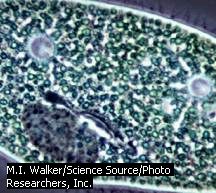 M.I. Walker/Science Source/Photo
Researchers, Inc.